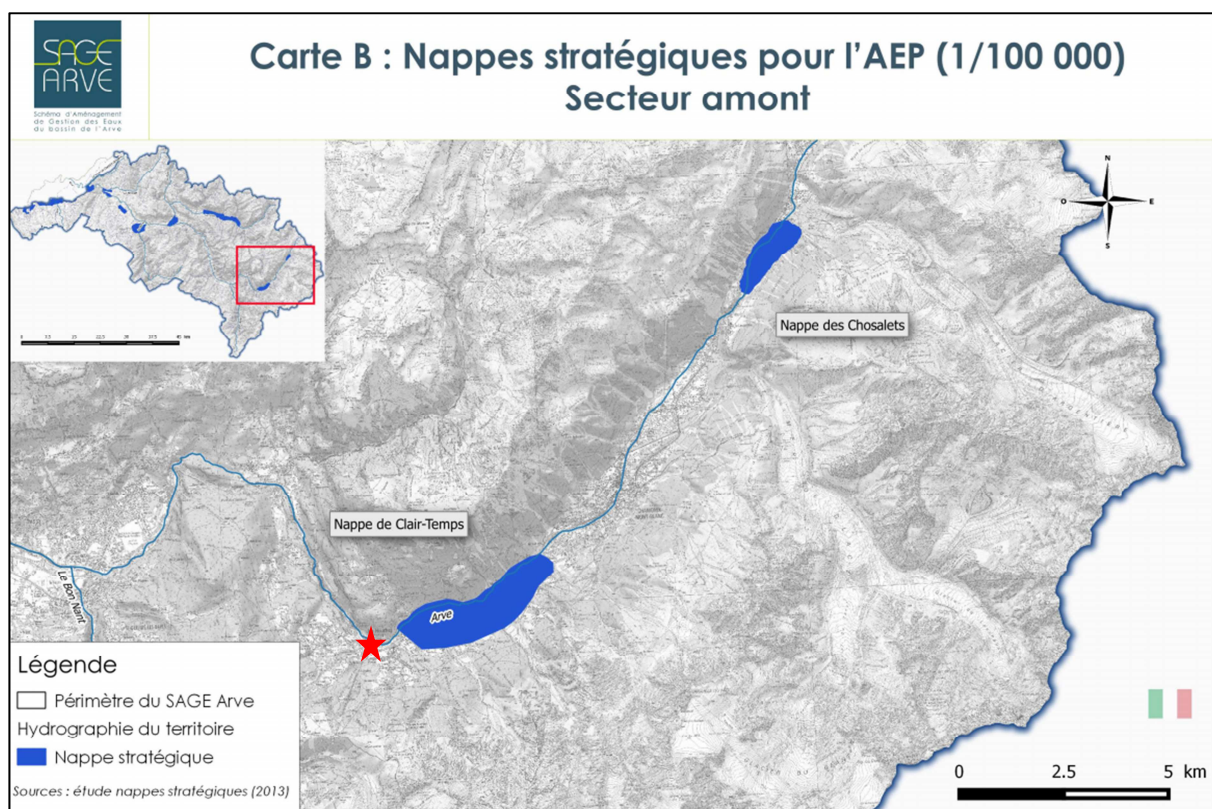 SAGE
ARVE
Schéma d'Aménagement
de Gestion des Eaux
du bassin de l'Arve
Carte B : Nappes stratégiques pour l'AEP (1/100 000)
Secteur amont
N
O
E
S
Nappe des Chosalets
Nappe de Clair-Temps
Arve
Le Bon Nant
Légende
Périmètre du SAGE Arve
Hydrographie du territoire
Nappe stratégique
Sources : étude nappes stratégiques (2013)
0 2.5 5 km